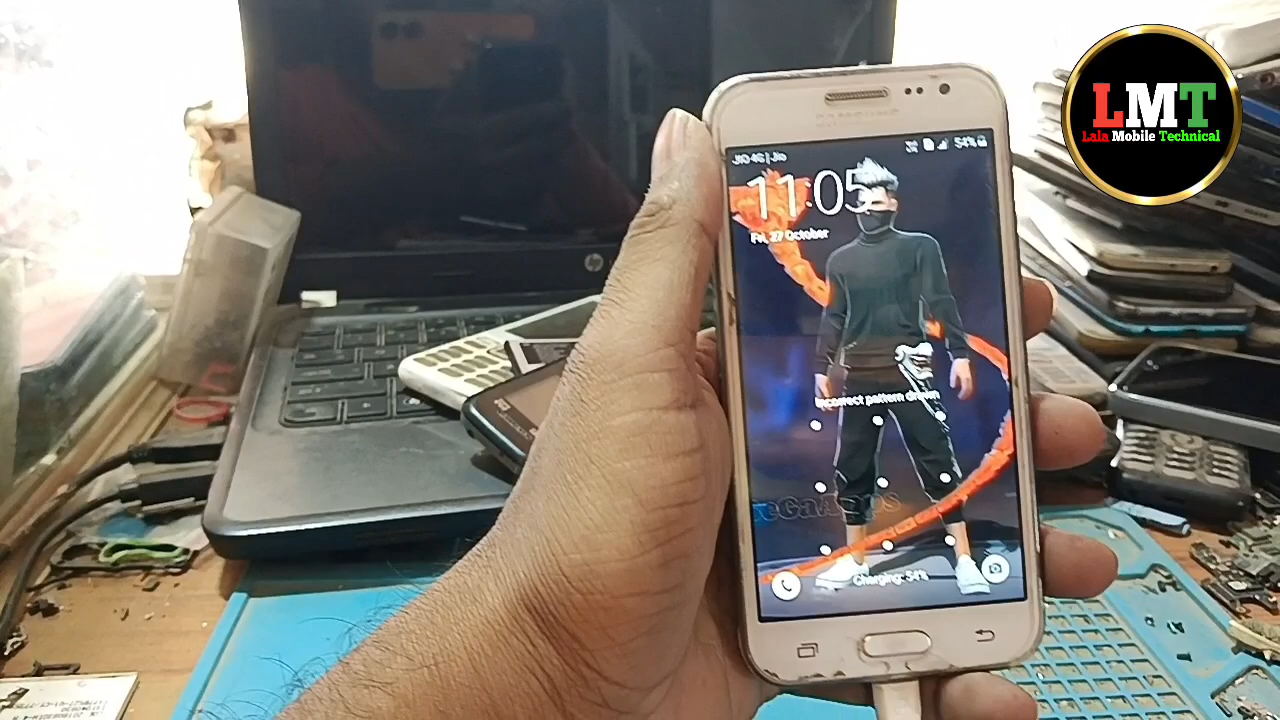 LMT
Lala Mobile Technical
SAMSUNG
JIO 4G | Jio
54%
11:05
Fri, 27 October
Incorrect pattern drawn
Charging: 54%
hp